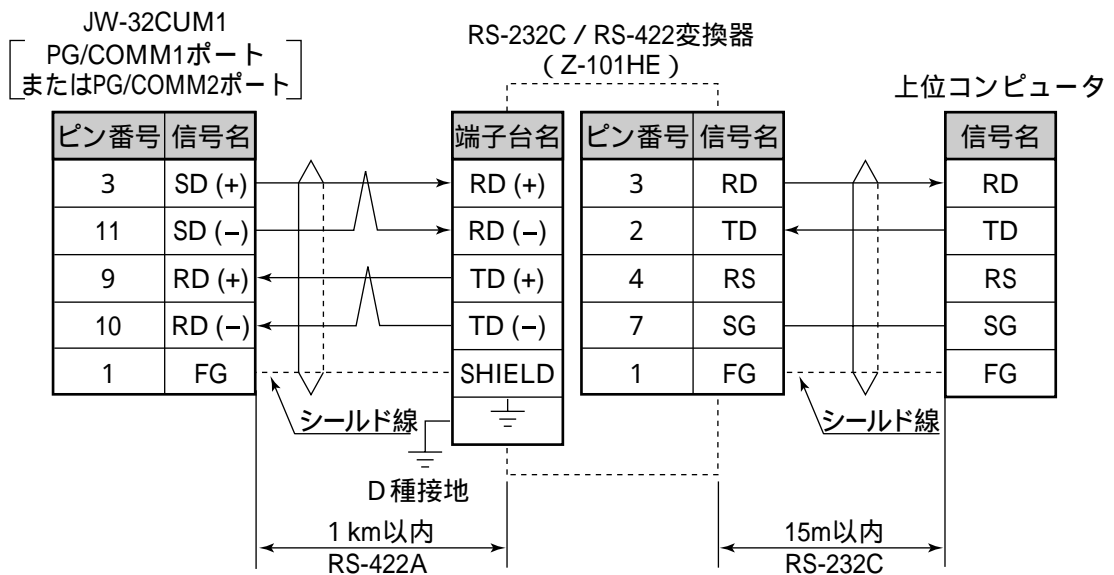 JW-32CUM1
PG/COMM1ポート
またはPG/COMM2ポート
RS-232C / RS-422変換器
（Z-101HE）
上位コンピュータ
ピン番号 信号名 端子台名 ピン番号 信号名 信号名
3 SD (+) RD (+) 3 RD RD
11 SD (−) RD (−) 2 TD TD
9 RD (+) TD (+) 4 RS RS
10 RD (−) TD (−) 7 SG SG
1 FG SHIELD 1 FG FG
シールド線 シールド線
D種接地
1 km以内 15m以内
RS-422A RS-232C